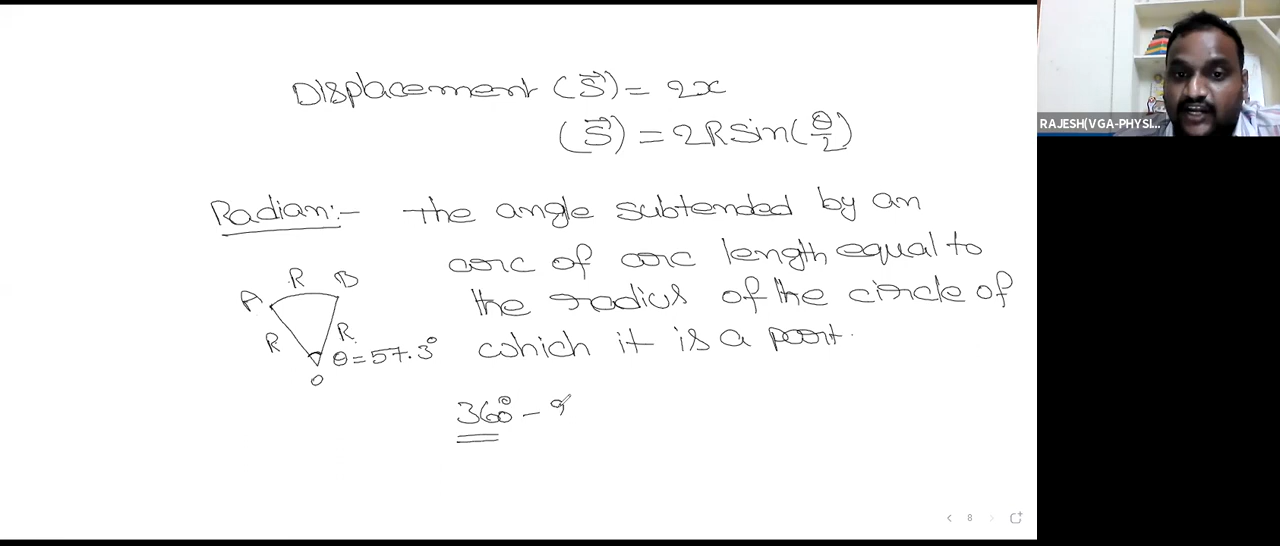 Displacement (S⃗) = 2x
RAJESH(VGA-PHYSI...
(S⃗) = 2R Sin(θ/2)
Radian:- The angle subtended by an
arc of arc length equal to
R B
A the radius of the circle of
R R θ = 57.3° which it is a part.
O
360° -
8